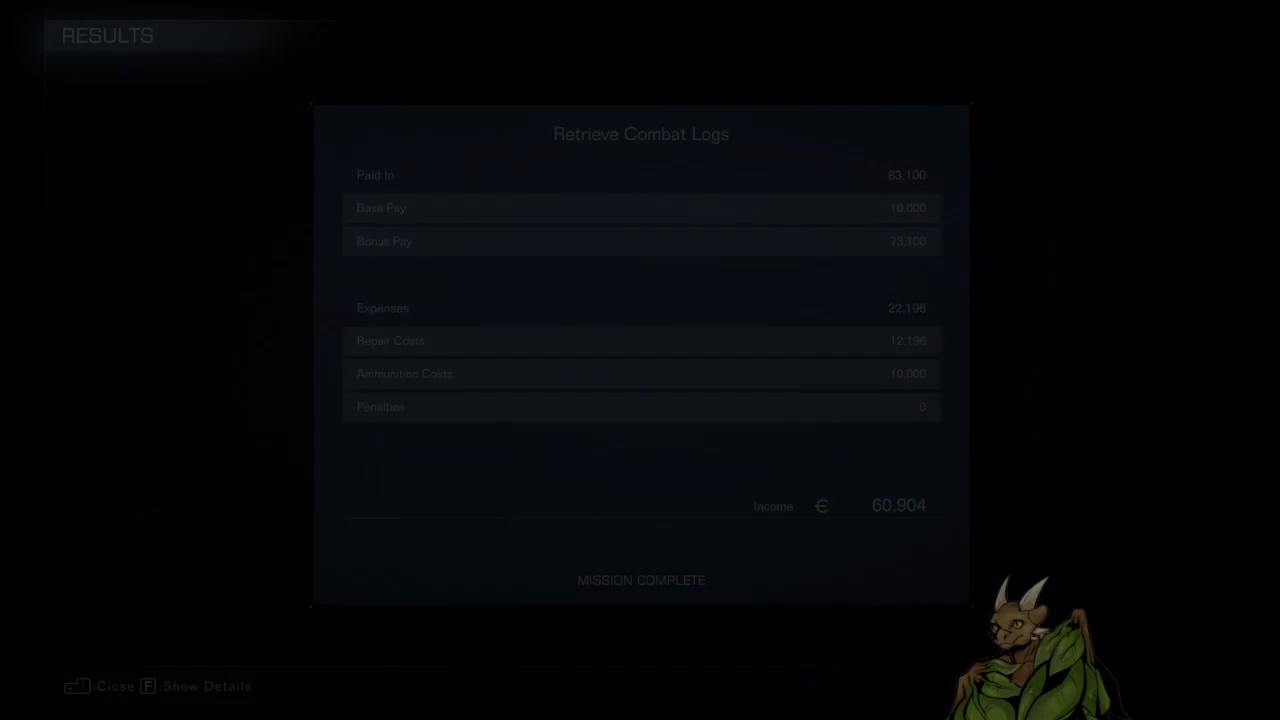 RESULTS
Retrieve Combat Logs
Paid In 83,100
Base Pay 10,000
Bonus Pay 73,100
Expenses 22,196
Repair Costs 12,196
Ammunition Costs 10,000
Penalties 0
Income € 60,904
MISSION COMPLETE
:Close F:Show Details